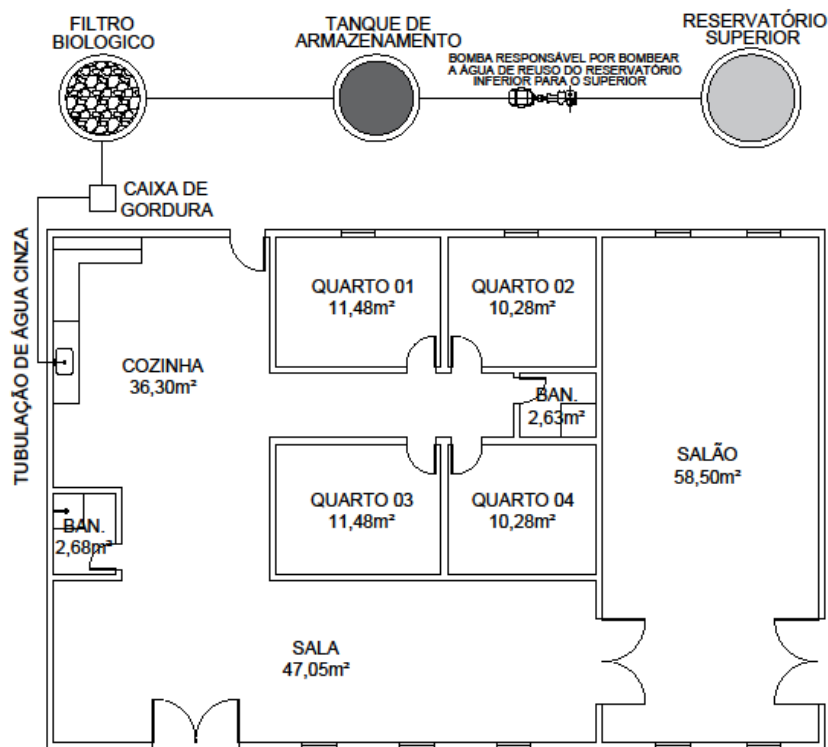 FILTRO
BIOLOGICO
TANQUE DE
ARMAZENAMENTO
BOMBA RESPONSÁVEL POR BOMBEAR
A ÁGUA DE REUSO DO RESERVATÓRIO
INFERIOR PARA O SUPERIOR
RESERVATÓRIO
SUPERIOR
CAIXA DE
GORDURA
TUBULAÇÃO DE ÁGUA CINZA
QUARTO 01
11,48m²
QUARTO 02
10,28m²
COZINHA
36,30m²
BAN.
2,63m²
SALÃO
58,50m²
QUARTO 03
11,48m²
QUARTO 04
10,28m²
BAN.
2,68m²
SALA
47,05m²